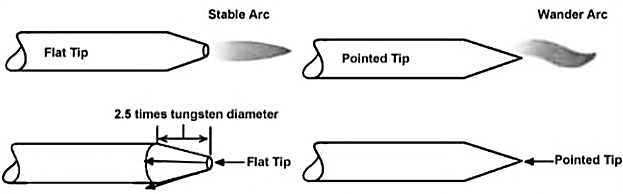 Stable Arc
Wander Arc
Flat Tip
Pointed Tip
2.5 times tungsten diameter
Flat Tip
Pointed Tip